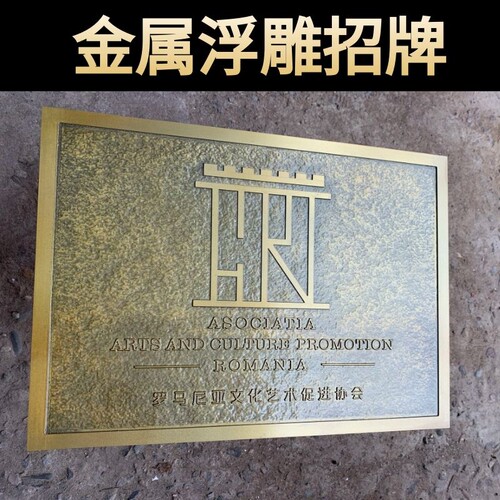 金属浮雕招牌
ASOCIATIA
ARTS AND CULTURE PROMOTION
ROMANIA
罗马尼亚文化艺术促进协会